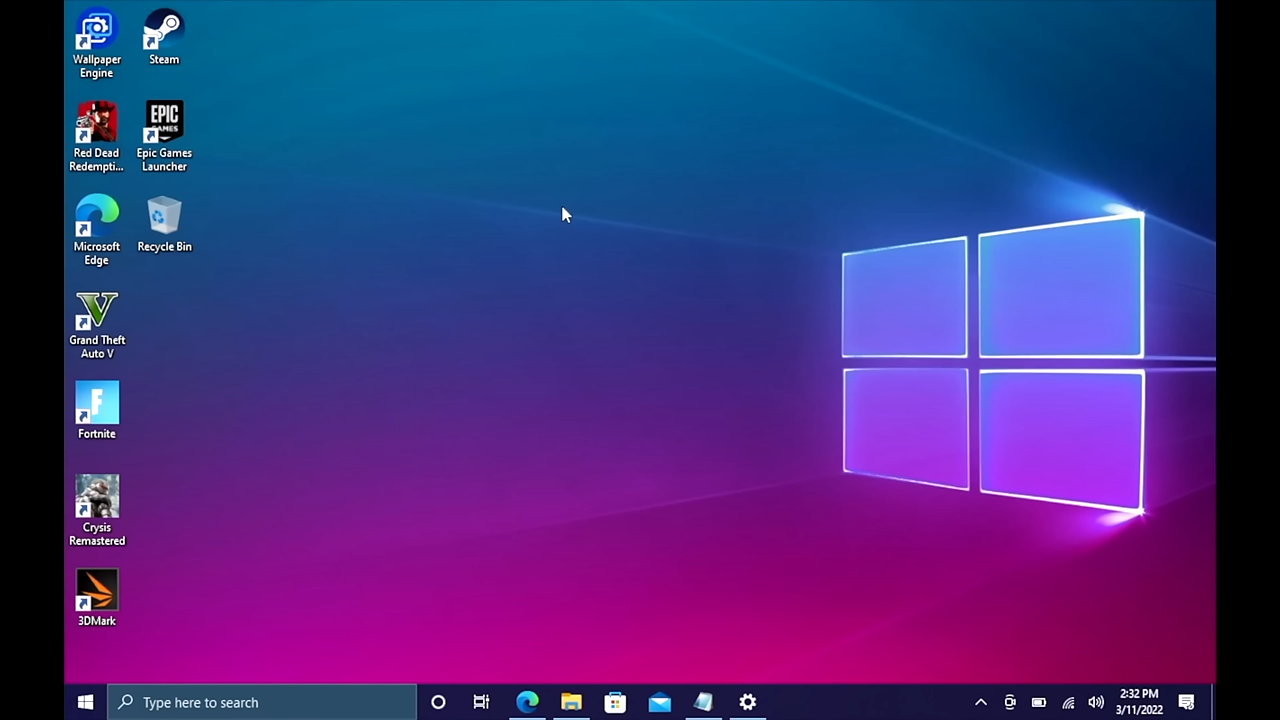 Wallpaper
Engine
Steam
Red Dead
Redempti...
EPIC
GAMES
Epic Games
Launcher
Microsoft
Edge
Recycle Bin
V
Grand Theft
Auto V
F
Fortnite
Crysis
Remastered
3DMark
Type here to search
2:32 PM
3/11/2022